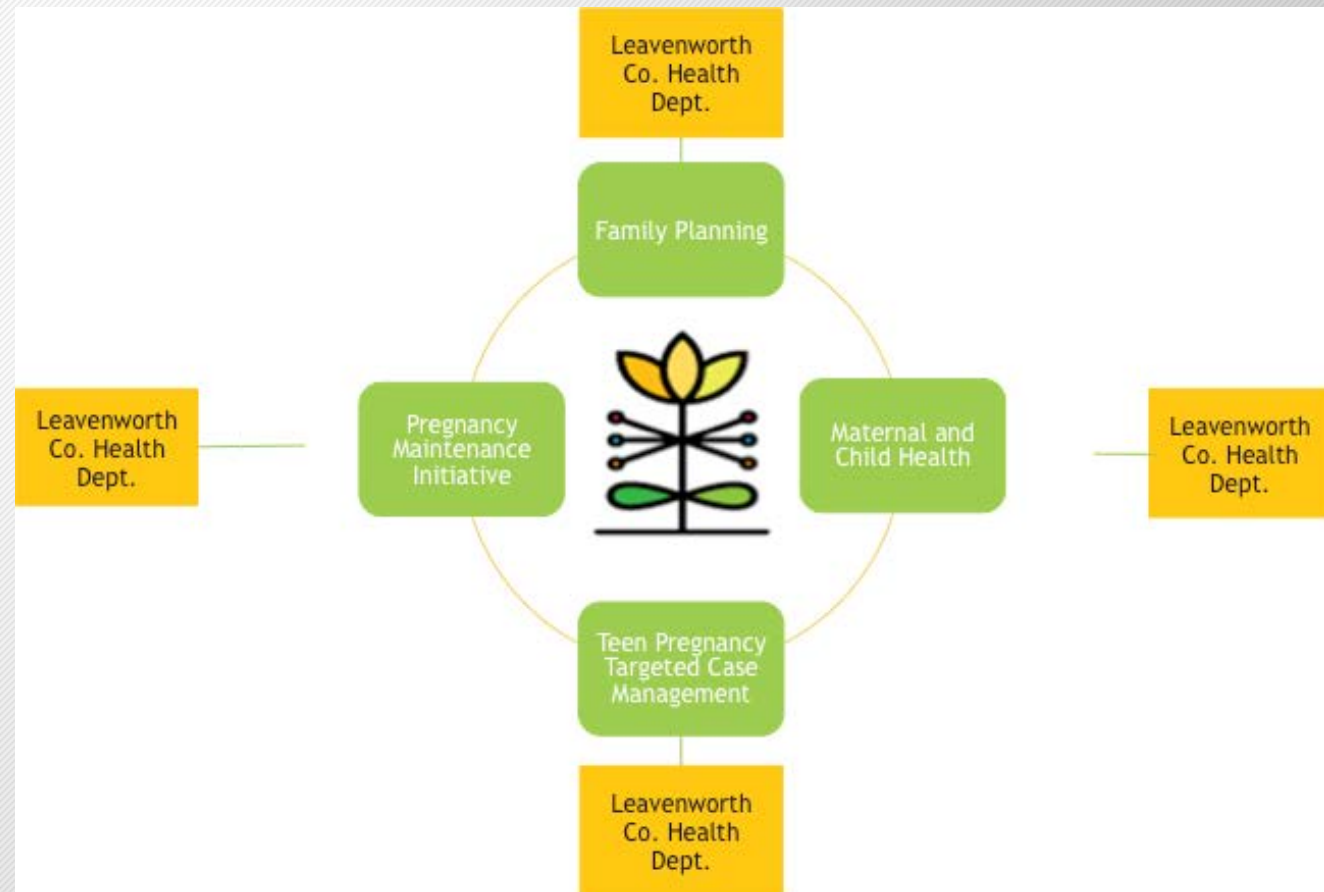 Leavenworth
Co. Health
Dept.
Family Planning
Leavenworth
Co. Health
Dept.
Pregnancy
Maintenance
Initiative
Maternal and
Child Health
Leavenworth
Co. Health
Dept.
Teen Pregnancy
Targeted Case
Management
Leavenworth
Co. Health
Dept.